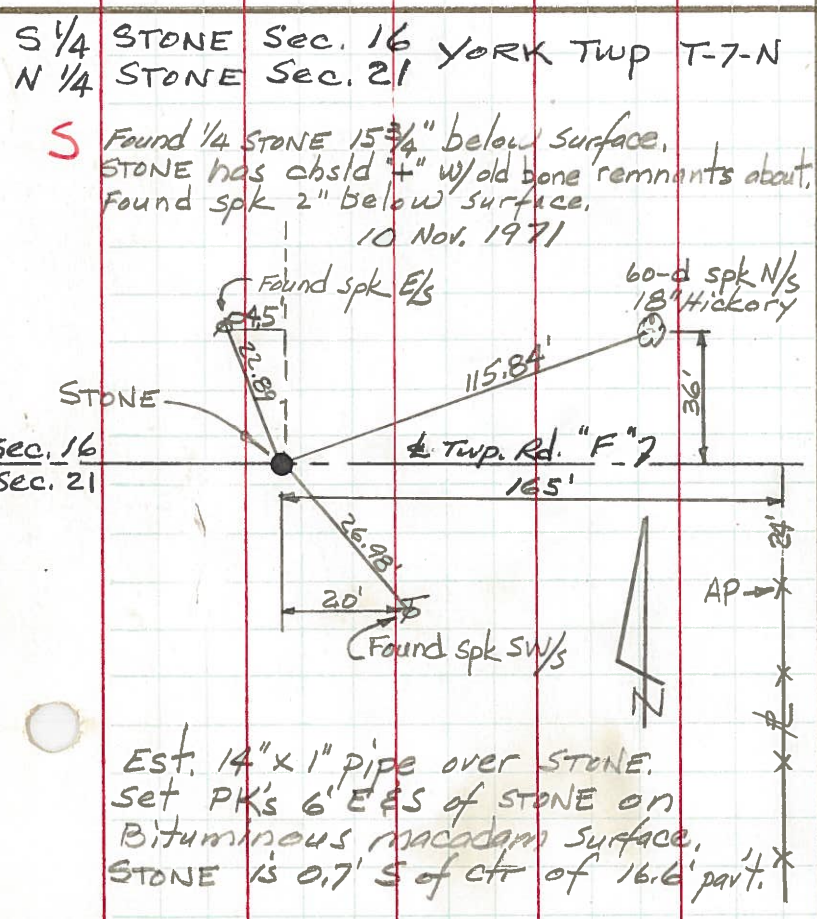 S 1/4 STONE Sec. 16 YORK TWP T-7-N
N 1/4 STONE Sec. 21
S
Found 1/4 STONE 15 3/4" below surface.
STONE has chsld "+" w/old bone remnants about.
Found spk 2" below surface.
10 Nov. 1971
Found spk E/s
60-d spk N/s
18" Hickory
4.5'
22.89'
115.84'
36'
STONE
Sec. 16
Sec. 21
℄ Twp. Rd. "F" 7
165'
24'
26.98'
20'
AP
Found spk SW/s
N
Est. 14" x 1" pipe over STONE.
Set PK's 6' E & S of STONE on
Bituminous macadam surface.
STONE is 0.7' S of ctr of 16.6' pav't.